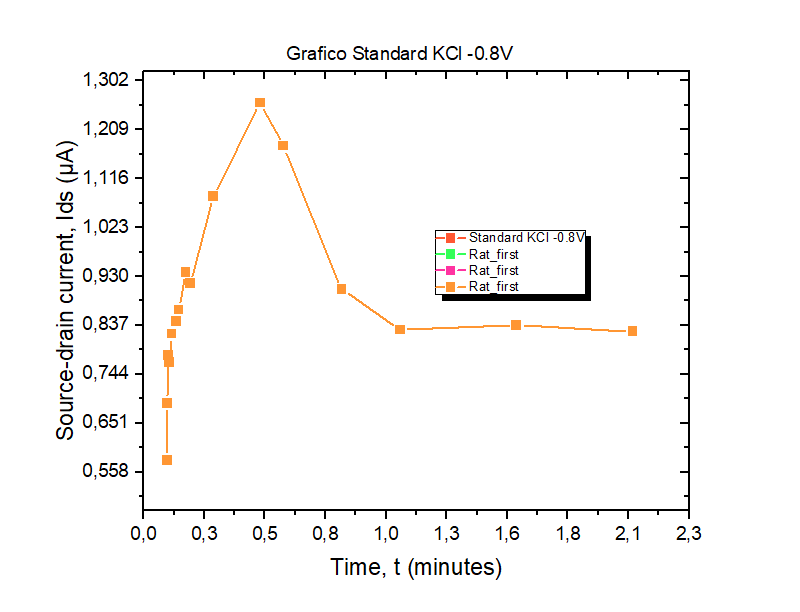 Grafico Standard KCl -0.8V
1,302
1,209
1,116
1,023
0,930
0,837
0,744
0,651
0,558
Source-drain current, Ids (µA)
Standard KCl -0.8V
Rat_first
Rat_first
Rat_first
0,0 0,3 0,5 0,8 1,0 1,3 1,6 1,8 2,1 2,3
Time, t (minutes)